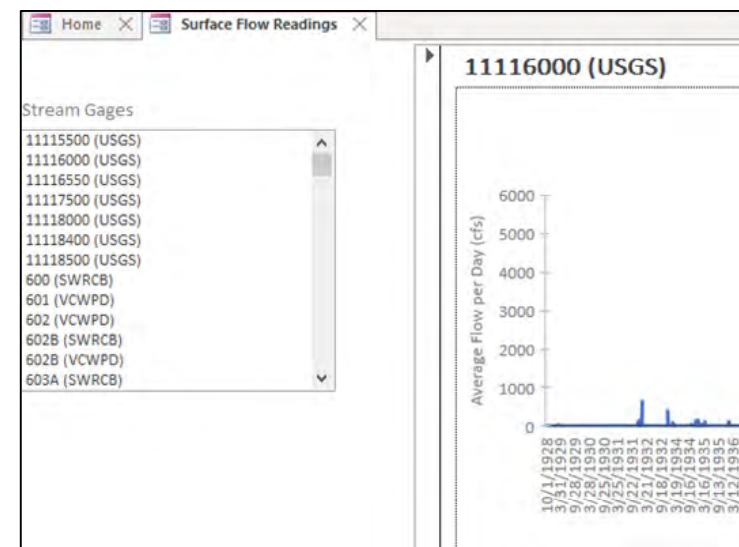 Home
Surface Flow Readings
Stream Gages
11115500 (USGS)
11116000 (USGS)
11116550 (USGS)
11117500 (USGS)
11118000 (USGS)
11118400 (USGS)
11118500 (USGS)
600 (SWRCB)
601 (VCWPD)
602 (VCWPD)
602B (SWRCB)
602B (VCWPD)
603A (SWRCB)
11116000 (USGS)
Average Flow per Day (cfs)
6000
5000
4000
3000
2000
1000
0
10/1/1928
3/31/1929
9/28/1929
3/28/1930
9/25/1930
3/25/1931
9/22/1931
3/21/1932
9/18/1932
3/19/1934
9/16/1934
3/16/1935
9/13/1935
3/12/1936